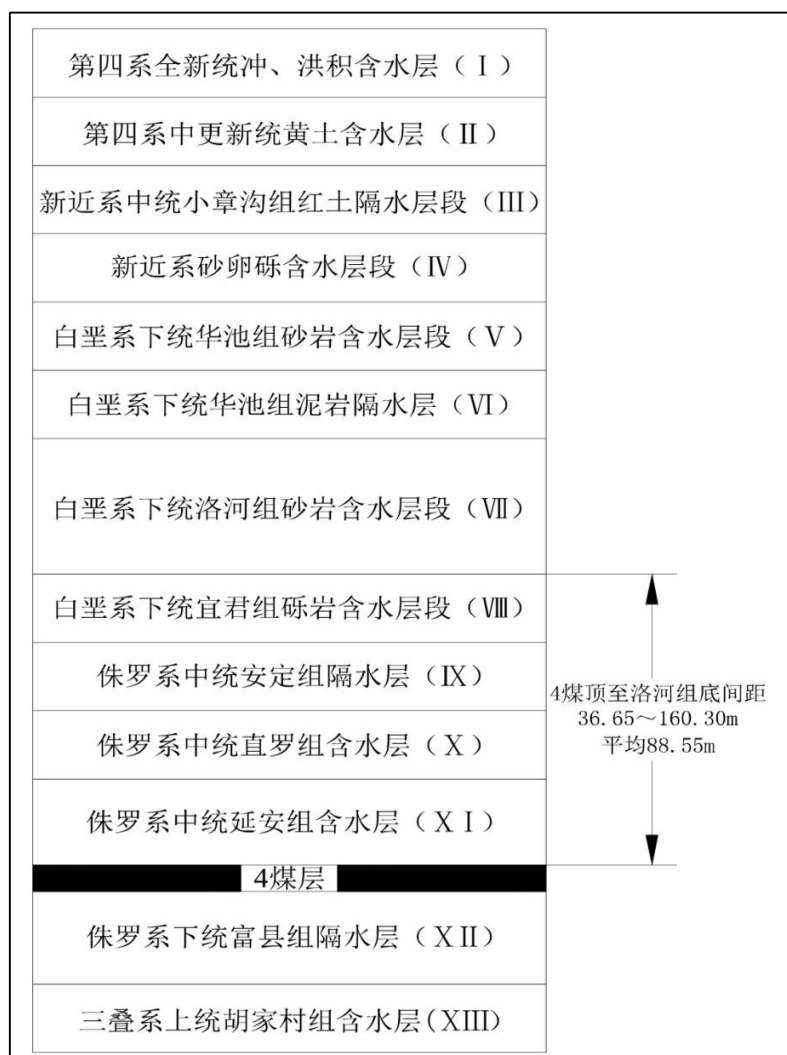 第四系全新统冲、洪积含水层（Ⅰ）
第四系中更新统黄土含水层（Ⅱ）
新近系中统小章沟组红土隔水层段（Ⅲ）
新近系砂卵砾含水层段（Ⅳ）
白垩系下统华池组砂岩含水层段（Ⅴ）
白垩系下统华池组泥岩隔水层（Ⅵ）
白垩系下统洛河组砂岩含水层段（Ⅶ）
白垩系下统宜君组砾岩含水层段（Ⅷ）
侏罗系中统安定组隔水层（Ⅸ）
侏罗系中统直罗组含水层（Ⅹ）
侏罗系中统延安组含水层（ⅩⅠ）
4煤层
侏罗系下统富县组隔水层（ⅩⅡ）
三叠系上统胡家村组含水层(ⅩⅢ)
4煤顶至洛河组底间距
36.65～160.30m
平均88.55m